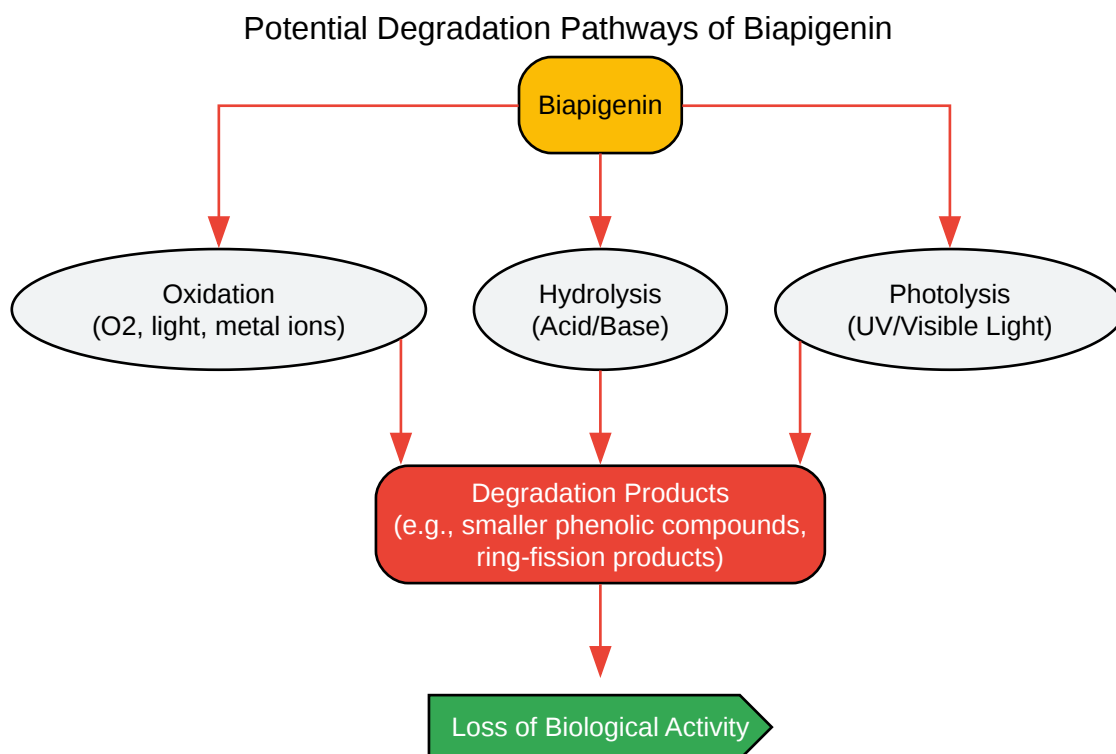 Potential Degradation Pathways of Biapigenin
Biapigenin
Oxidation
(O2, light, metal ions)
Hydrolysis
(Acid/Base)
Photolysis
(UV/Visible Light)
Degradation Products
(e.g., smaller phenolic compounds,
ring-fission products)
Loss of Biological Activity